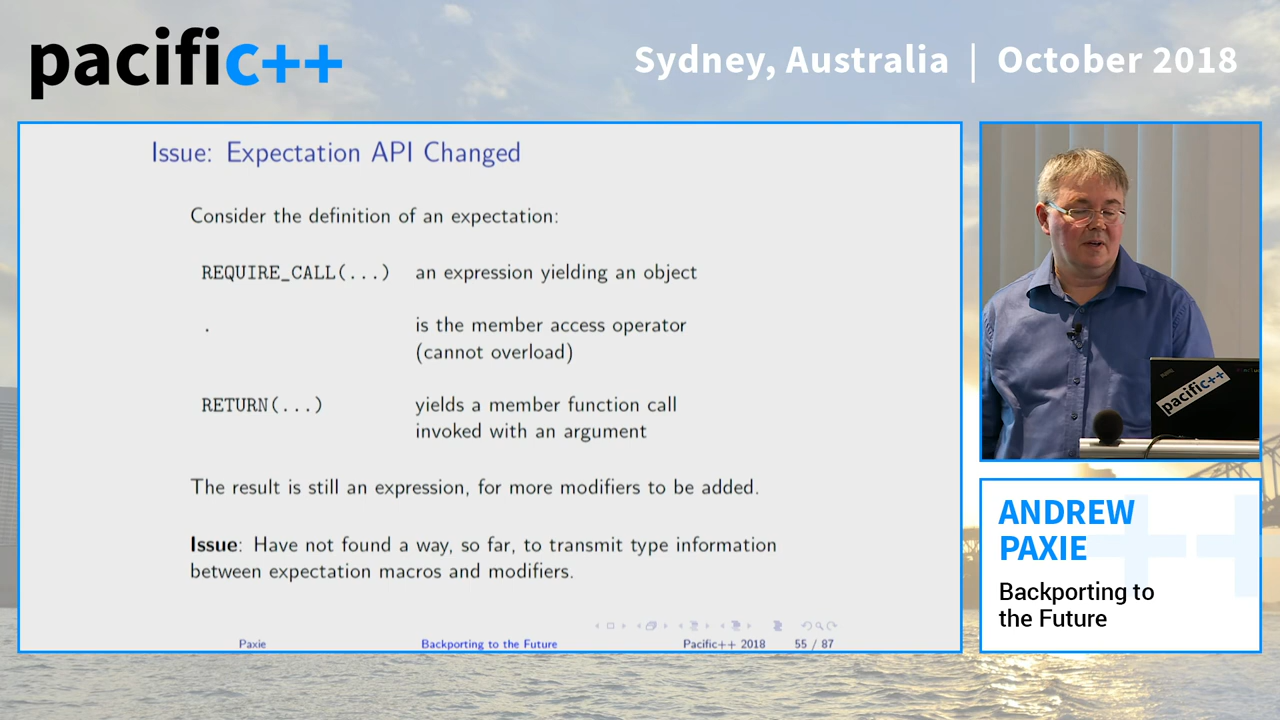 pacific++
Sydney, Australia | October 2018
Issue: Expectation API Changed
Consider the definition of an expectation:
REQUIRE_CALL(...) an expression yielding an object
. is the member access operator
(cannot overload)
RETURN(...) yields a member function call
invoked with an argument
The result is still an expression, for more modifiers to be added.
Issue: Have not found a way, so far, to transmit type information
between expectation macros and modifiers.
Paxie Backporting to the Future Pacific++ 2018 55 / 87
pacific++
ANDREW
PAXIE
Backporting to
the Future